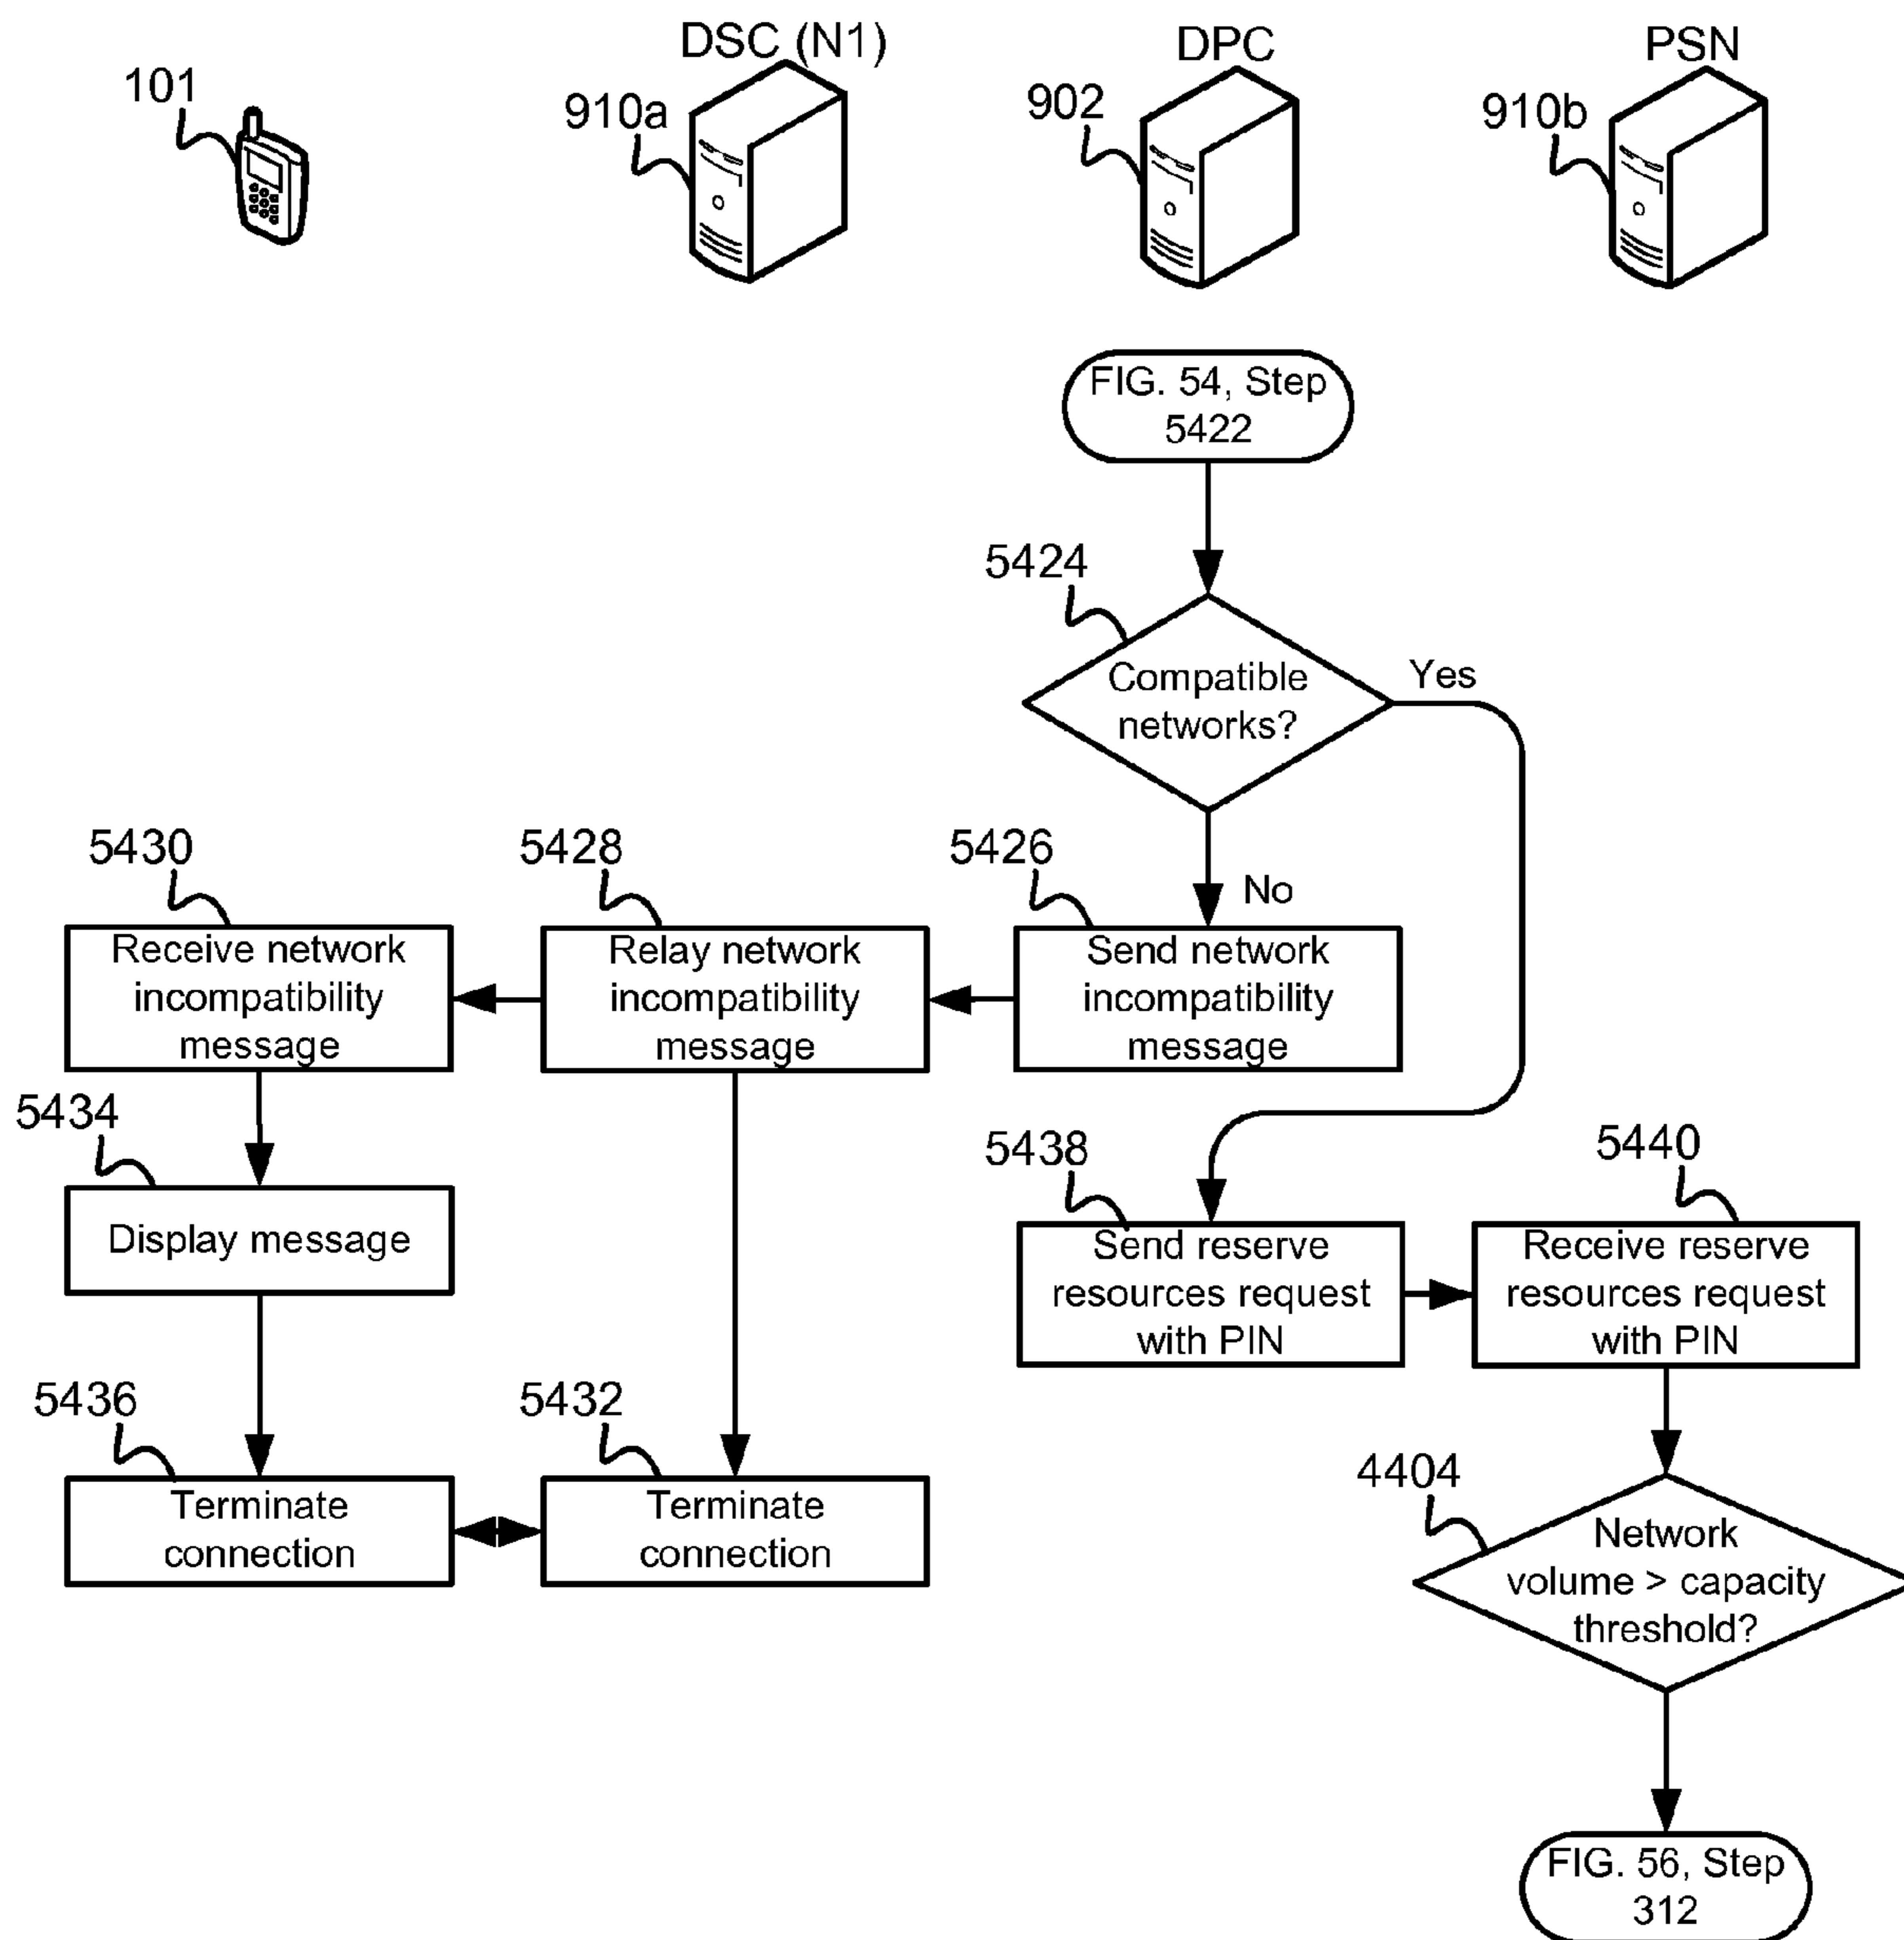 DSC (N1)
DPC
PSN
101
910a
902
910b
FIG. 54, Step
5422
5424
Compatible
networks?
Yes
No
5430
5428
5426
Receive network
incompatibility
message
Relay network
incompatibility
message
Send network
incompatibility
message
5434
Display message
5438
5440
Send reserve
resources request
with PIN
Receive reserve
resources request
with PIN
5436
5432
Terminate
connection
Terminate
connection
4404
Network
volume > capacity
threshold?
FIG. 56, Step
312